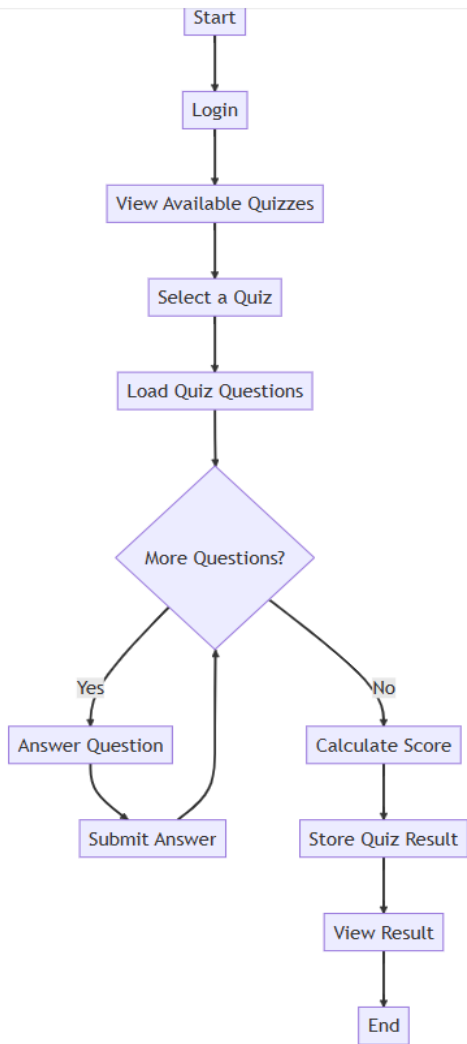 Start
Login
View Available Quizzes
Select a Quiz
Load Quiz Questions
More Questions?
Yes
No
Answer Question
Calculate Score
Submit Answer
Store Quiz Result
View Result
End